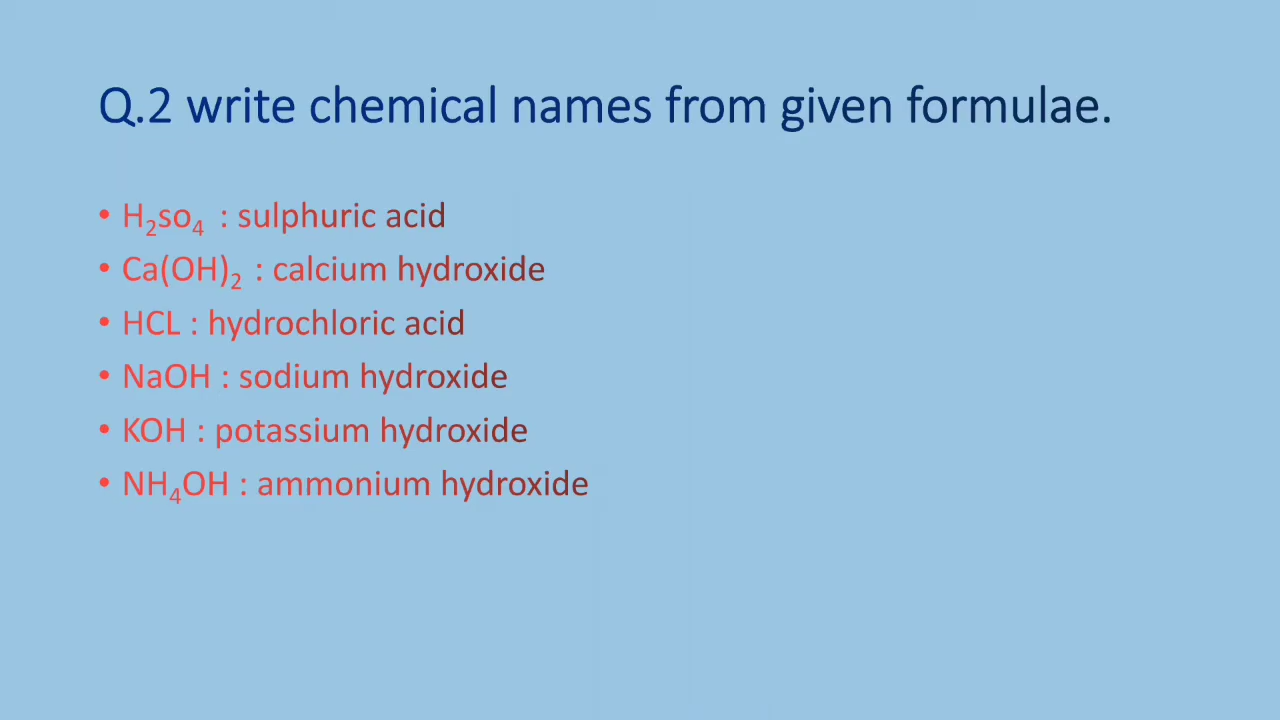 Q.2 write chemical names from given formulae.
• H₂so₄ : sulphuric acid
• Ca(OH)₂ : calcium hydroxide
• HCL : hydrochloric acid
• NaOH : sodium hydroxide
• KOH : potassium hydroxide
• NH₄OH : ammonium hydroxide